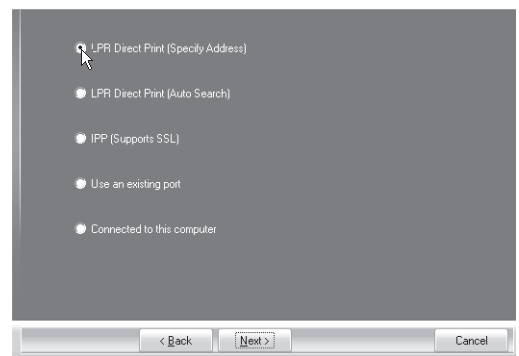 LPR Direct Print (Specify Address)
LPR Direct Print (Auto Search)
IPP (Supports SSL)
Use an existing port
Connected to this computer
< Back Next > Cancel